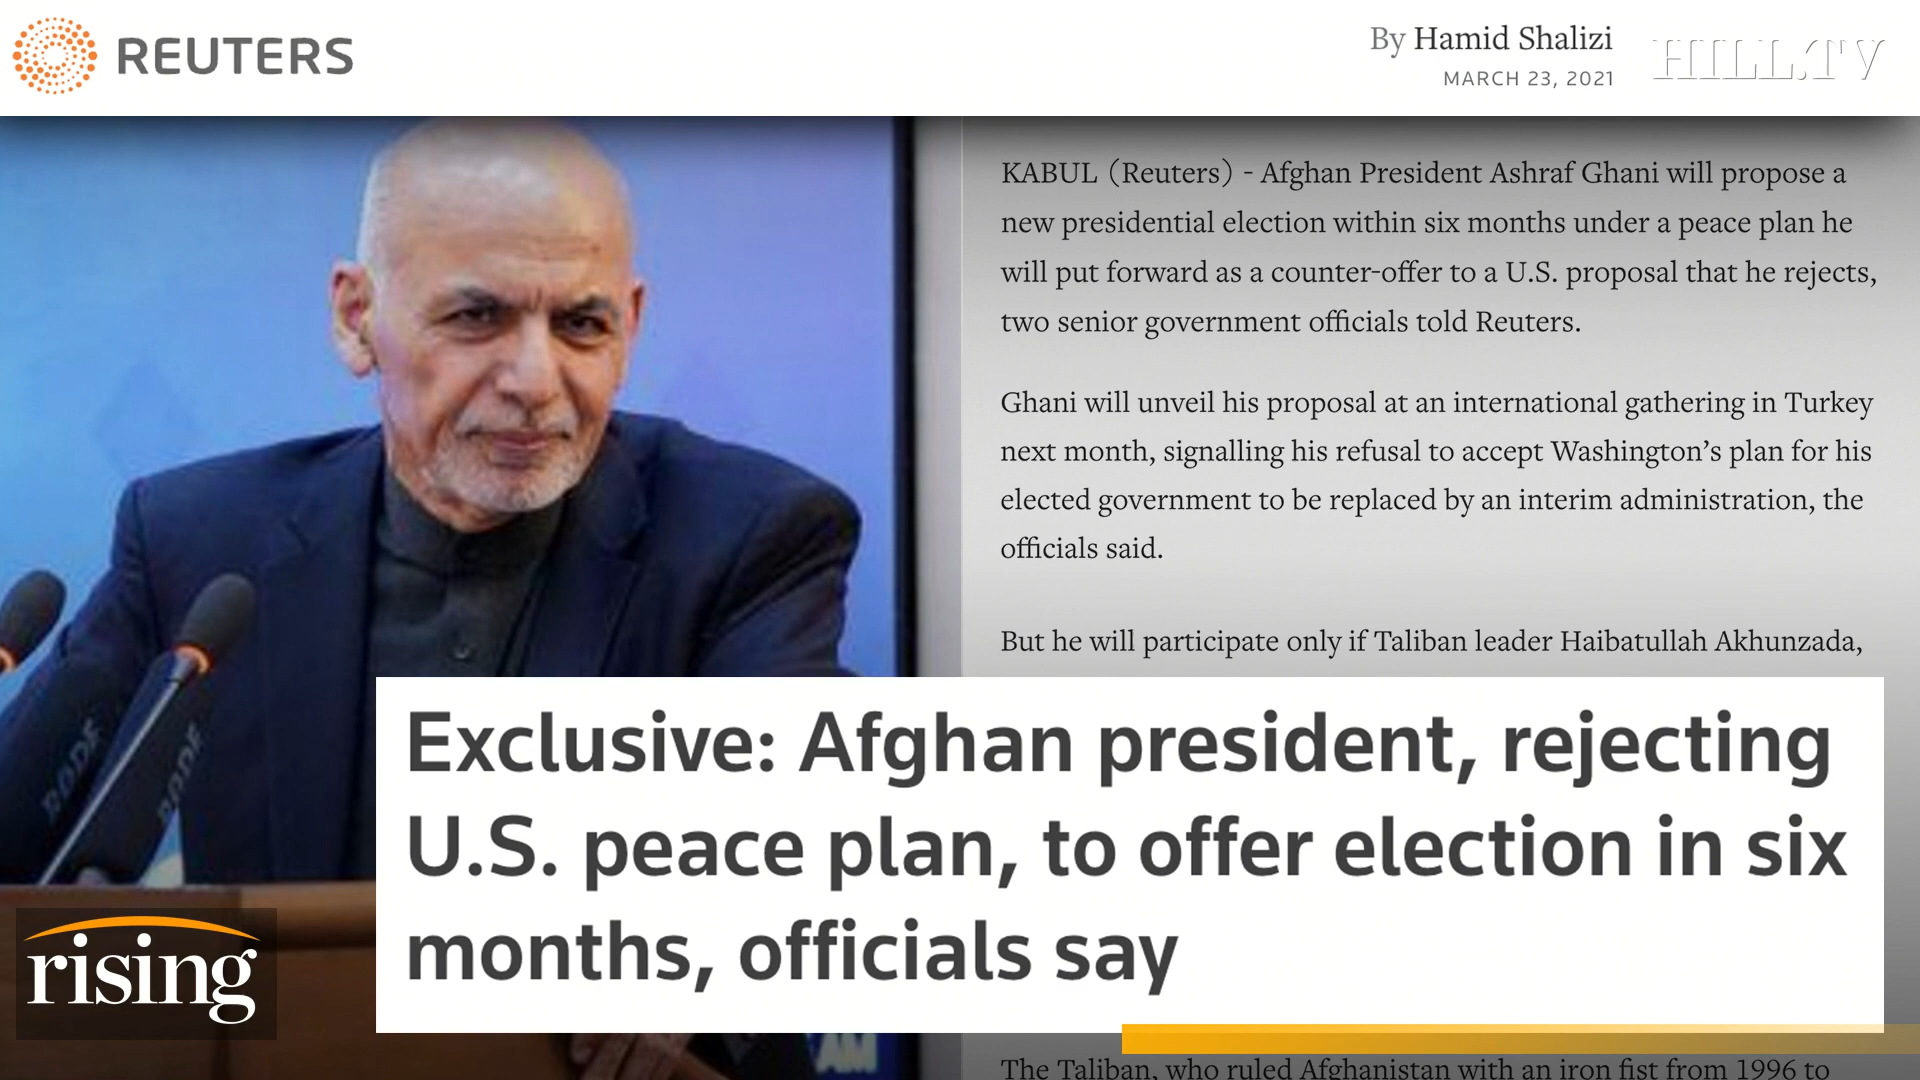 REUTERS
By Hamid Shalizi
MARCH 23, 2021
HILL.TV
KABUL (Reuters) - Afghan President Ashraf Ghani will propose a
new presidential election within six months under a peace plan he
will put forward as a counter-offer to a U.S. proposal that he rejects,
two senior government officials told Reuters.
Ghani will unveil his proposal at an international gathering in Turkey
next month, signalling his refusal to accept Washington’s plan for his
elected government to be replaced by an interim administration, the
officials said.
But he will participate only if Taliban leader Haibatullah Akhunzada,
Exclusive: Afghan president, rejecting
U.S. peace plan, to offer election in six
months, officials say
rising
The Taliban, who ruled Afghanistan with an iron fist from 1996 to